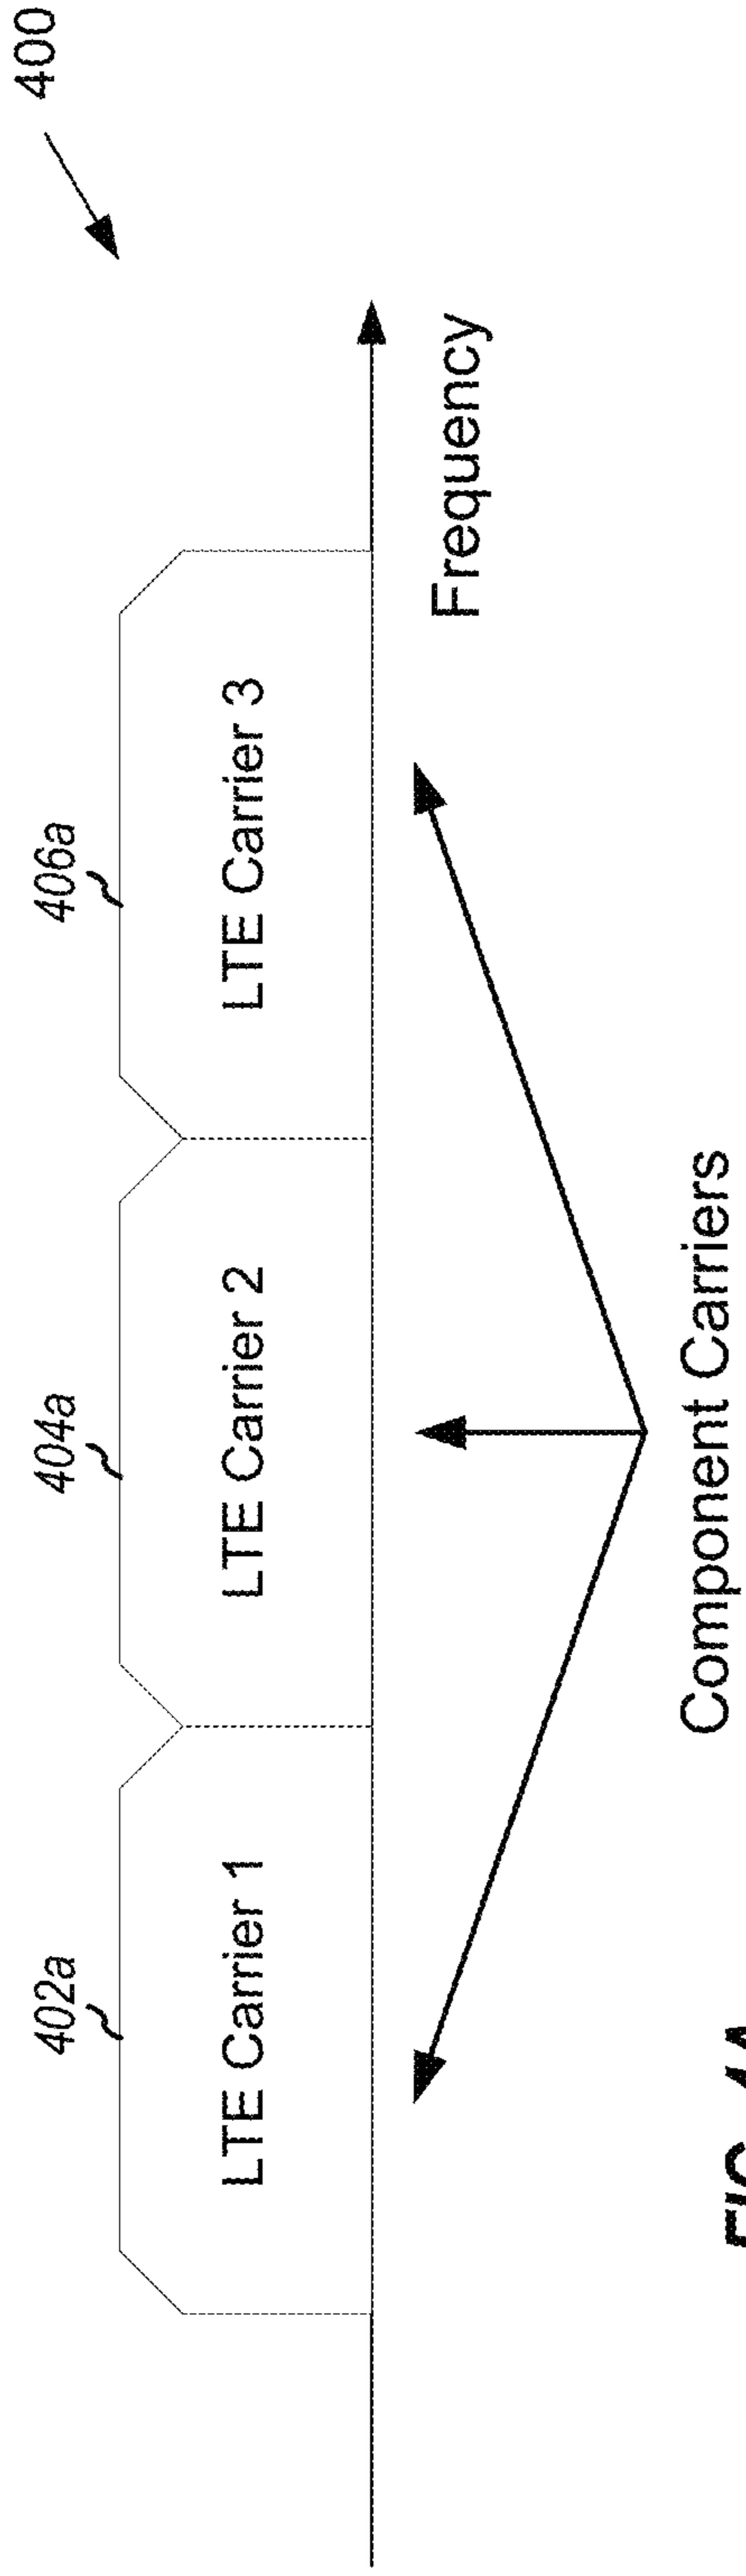 400
402a
404a
406a
LTE Carrier 1
LTE Carrier 2
LTE Carrier 3
Frequency
Component Carriers